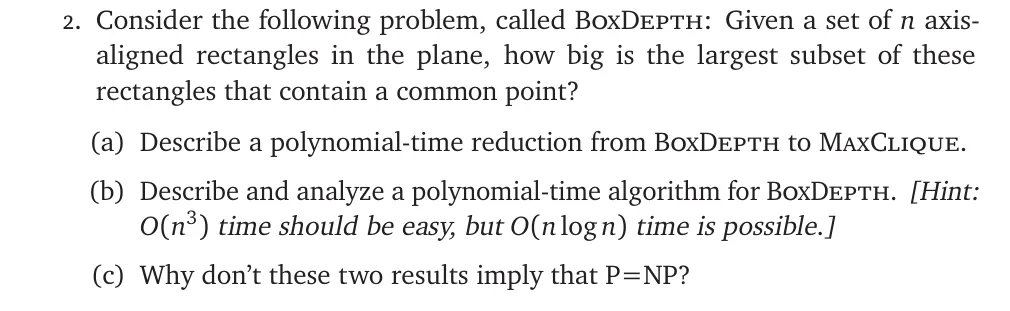 2. Consider the following problem, called BOXDEPTH: Given a set of n axis-
aligned rectangles in the plane, how big is the largest subset of these
rectangles that contain a common point?
(a) Describe a polynomial-time reduction from BOXDEPTH to MAXCLIQUE.
(b) Describe and analyze a polynomial-time algorithm for BOXDEPTH. [Hint:
O(n³) time should be easy, but O(n log n) time is possible.]
(c) Why don’t these two results imply that P=NP?